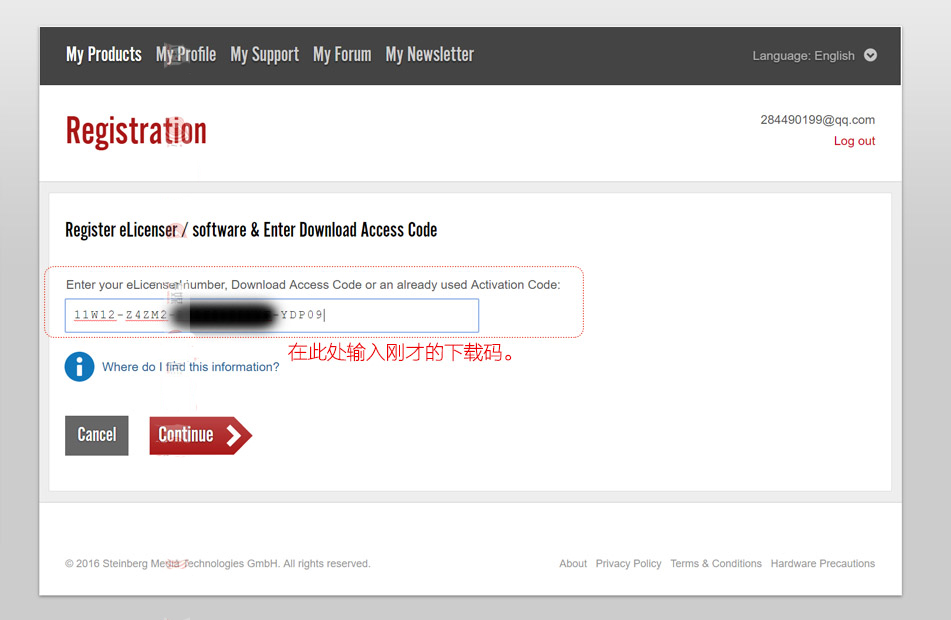 My Products My Profile My Support My Forum My Newsletter Language: English
Registration
284490199@qq.com
Log out
Register eLicenser / software & Enter Download Access Code
Enter your eLicenser number, Download Access Code or an already used Activation Code:
11W12-Z4ZM2- -YDP09
在此处输入刚才的下载码。
Where do I find this information?
Cancel Continue
© 2016 Steinberg Media Technologies GmbH. All rights reserved. About Privacy Policy Terms & Conditions Hardware Precautions